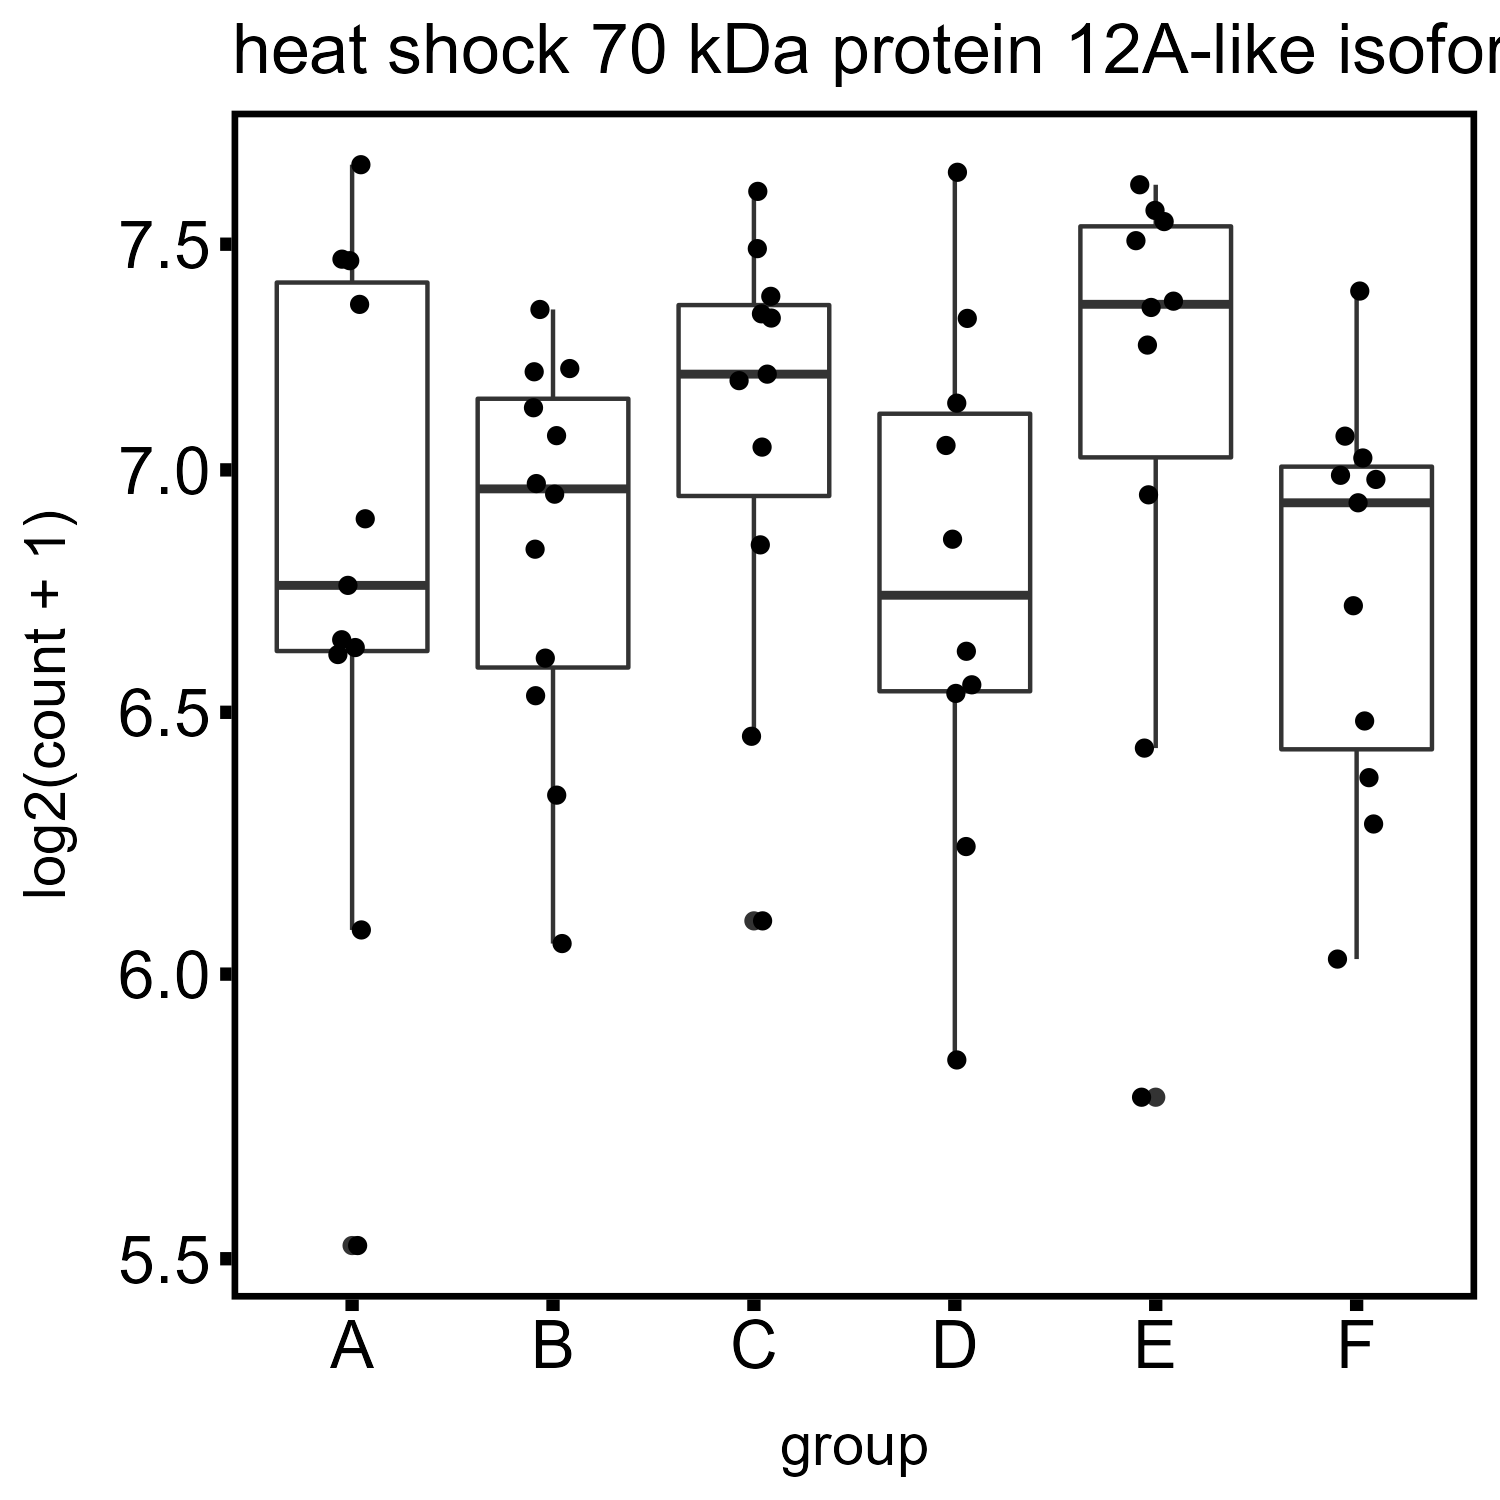 heat shock 70 kDa protein 12A-like isofor
7.5
7.0
6.5
6.0
5.5
log2(count + 1)
A B C D E F
group